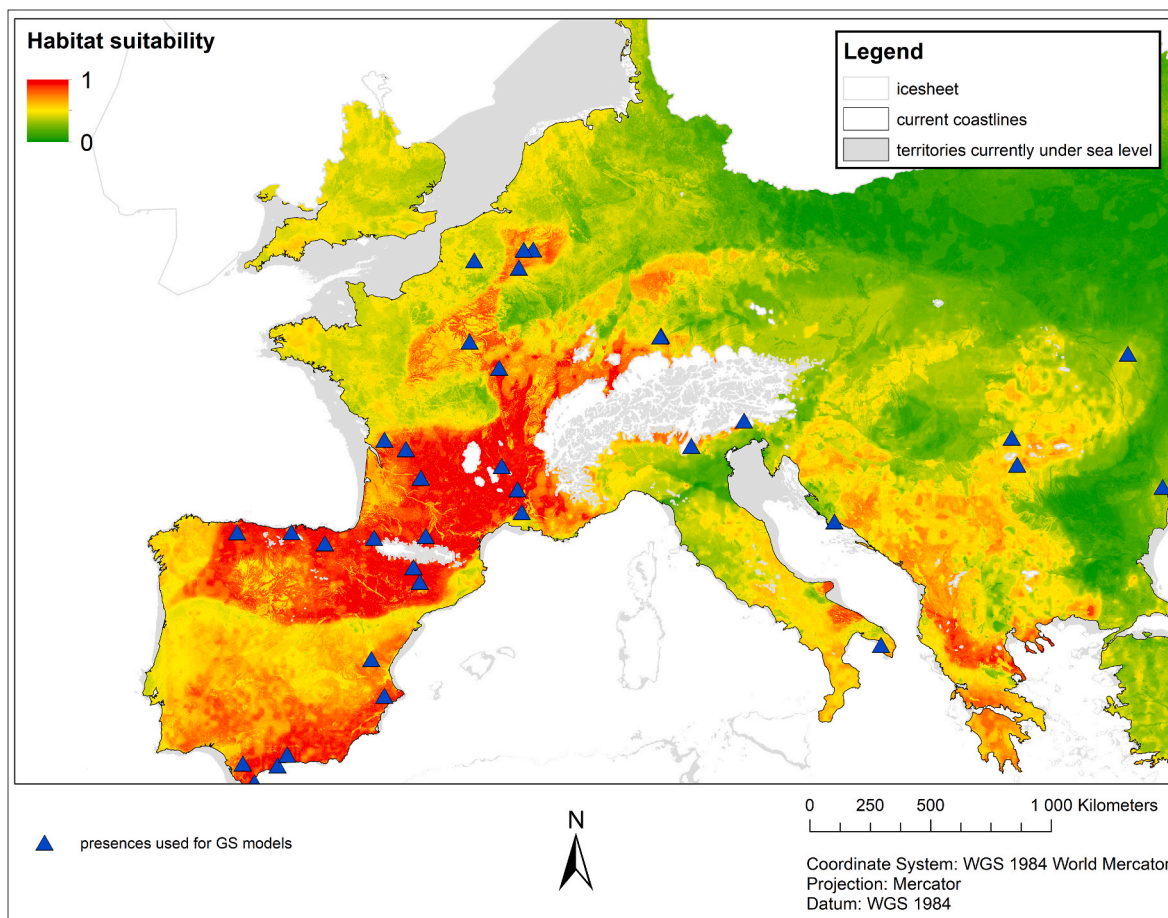 Habitat suitability
1
0
Legend
icesheet
current coastlines
territories currently under sea level
presences used for GS models
N
0 250 500 1 000 Kilometers
Coordinate System: WGS 1984 World Mercator
Projection: Mercator
Datum: WGS 1984